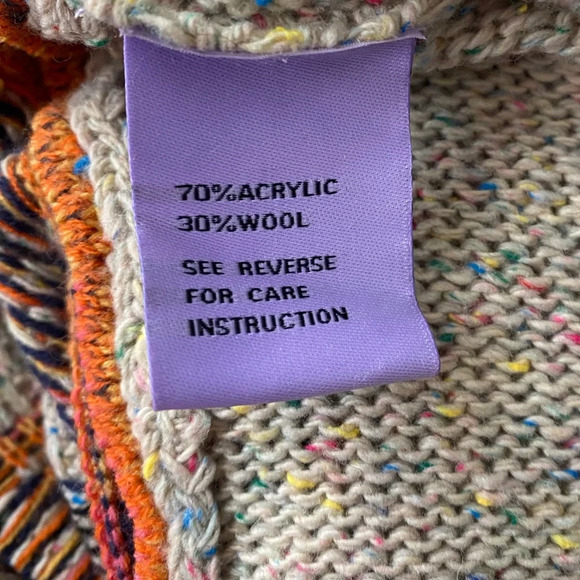 70%ACRYLIC
30%WOOL
SEE REVERSE
FOR CARE
INSTRUCTION